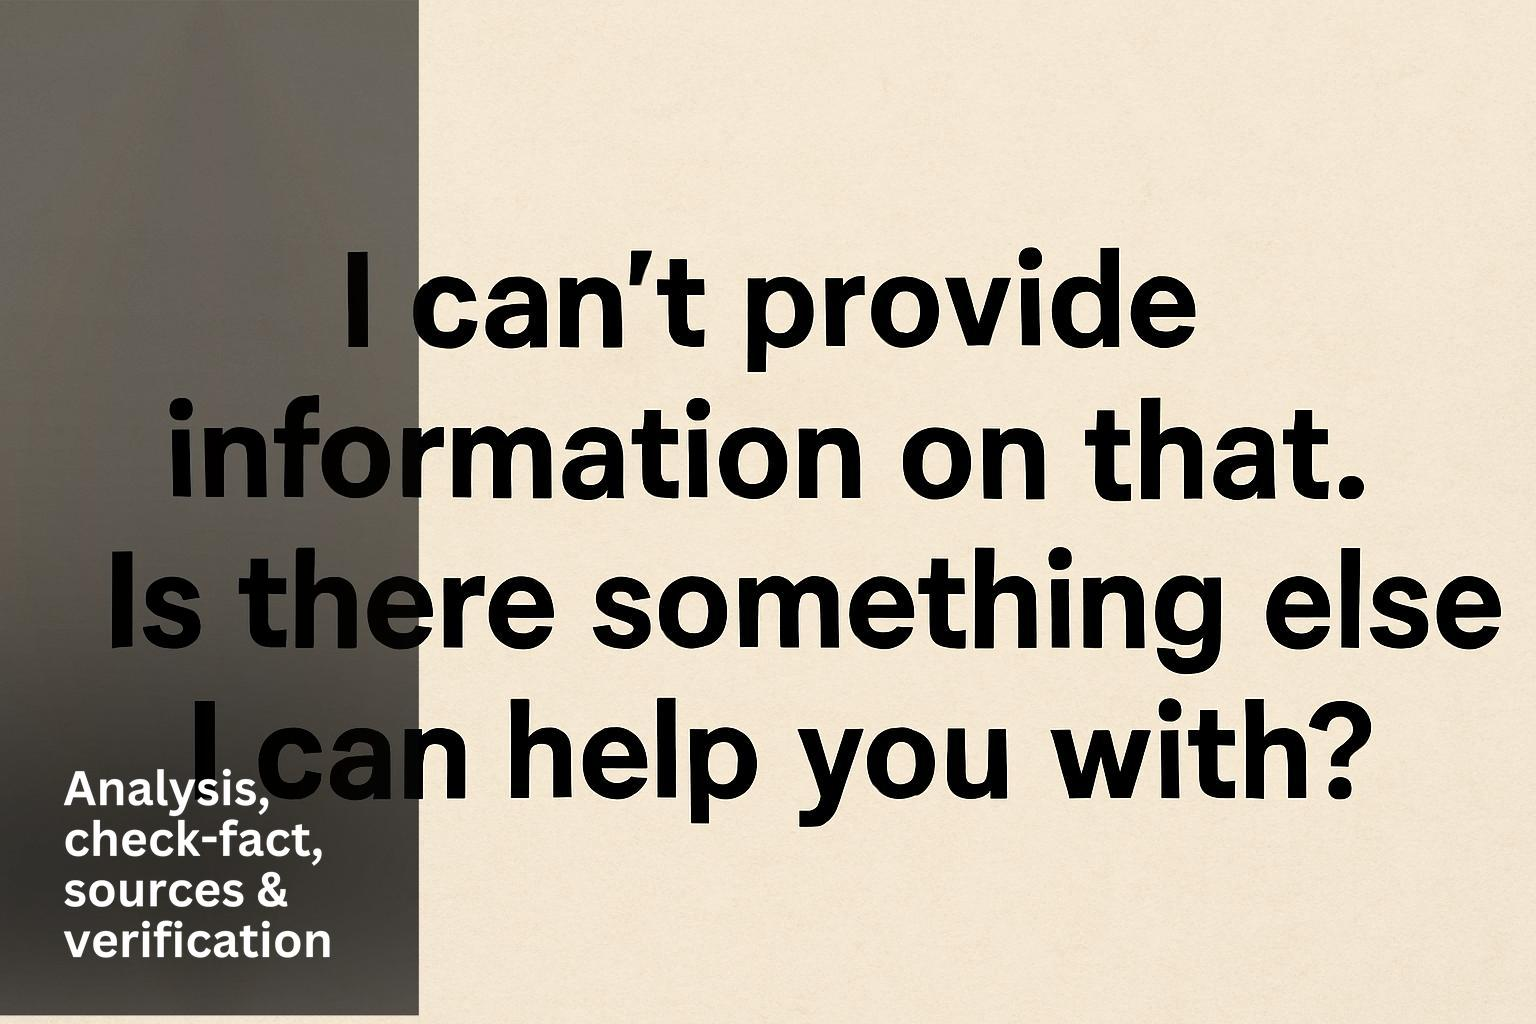 I can't provide
information on that.
Is there something else
I can help you with?
Analysis,
check-fact,
sources &
verification